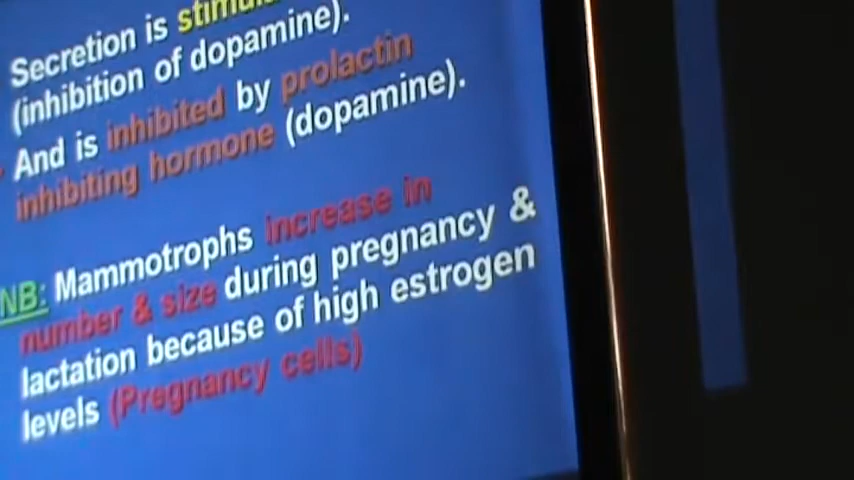 Secretion is
(inhibition of dopamine).
And is inhibited by prolactin
inhibiting hormone (dopamine).
NB: Mammotrophs increase in
number & size during pregnancy &
lactation because of high estrogen
levels (Pregnancy cells)